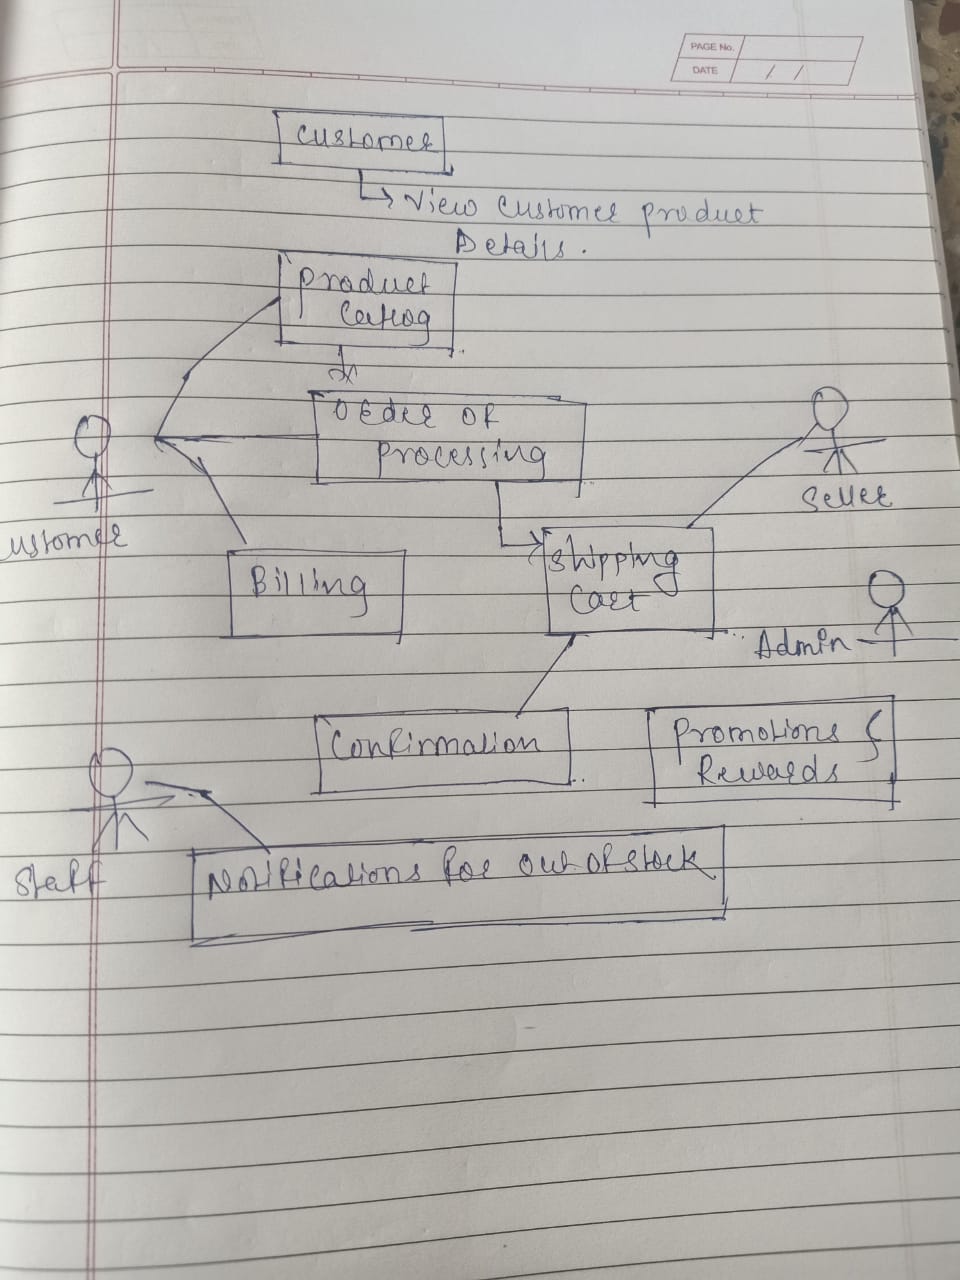 PAGE No.
DATE / /
Customer
View Customer product
Details.
Product
Catlog
Order of
processing
Seller
ustomer
Shipping
Cart
Billing
Admin
Confirmation
Promotions &
Rewards
Staff
Notifications for out of stock